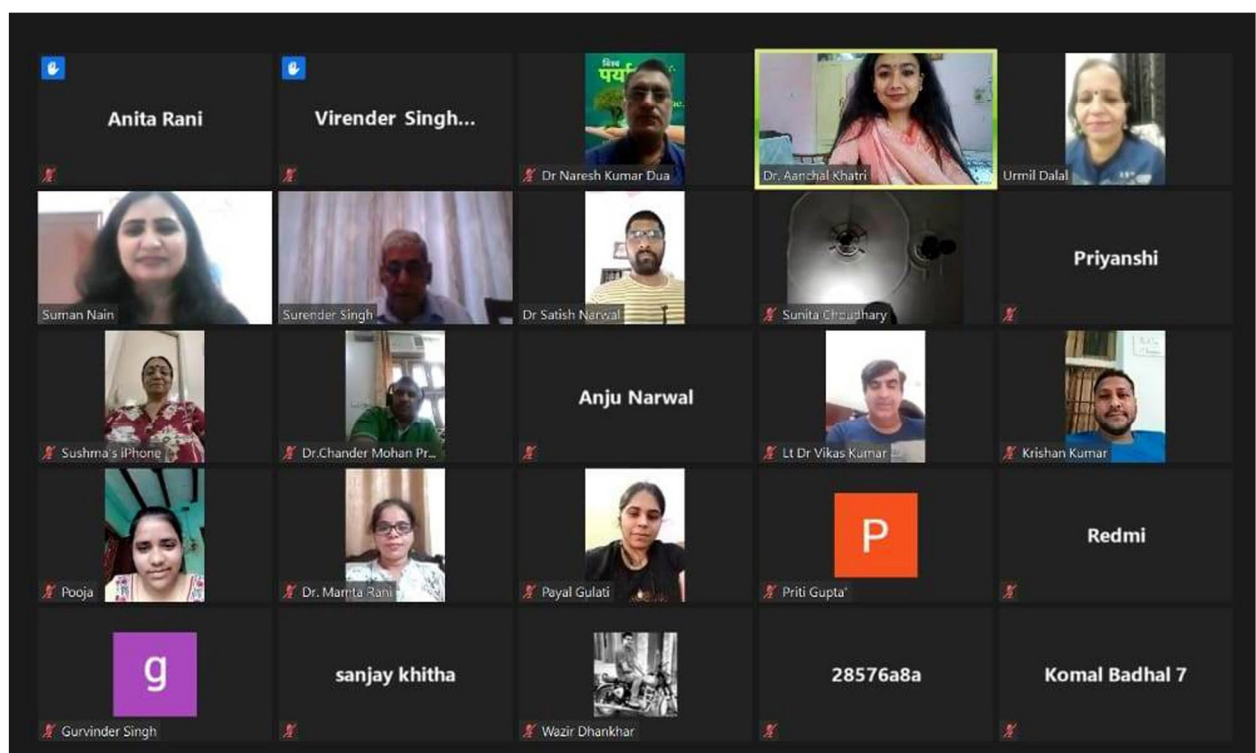 Anita Rani
Virender Singh...
विश्व
पर्या
Dr Naresh Kumar Dua
Dr. Aanchal Khatri
Urmil Dalal
Suman Nain
Surender Singh
Dr Satish Narwal
Sunita Choudhary
Priyanshi
Sushma's iPhone
Dr.Chander Mohan Pr...
Anju Narwal
Lt Dr Vikas Kumar ...
Krishan Kumar
Pooja
Dr. Mamta Rani
Payal Gulati
P
Priti Gupta'
Redmi
g
Gurvinder Singh
sanjay khitha
Wazir Dhankhar
28576a8a
Komal Badhal 7